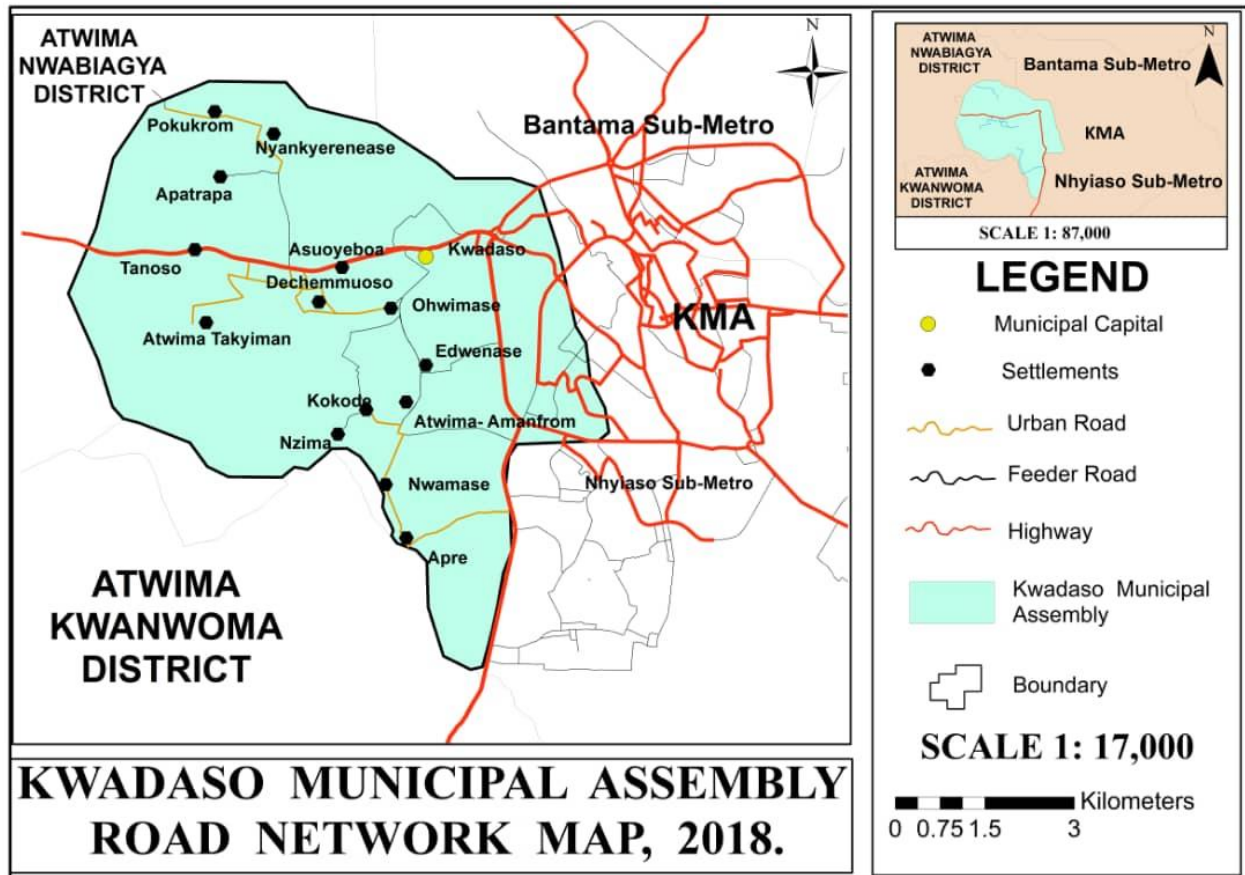 ATWIMA
NWABIAGYA
DISTRICT
N
Pokukrom
Nyankyerenease
Bantama Sub-Metro
Apatrapa
Asuoyeboa
Kwadaso
Tanoso
Dechemmuoso
Ohwimase
KMA
Atwima Takyiman
Edwenase
Kokode
Atwima- Amanfrom
Nzima
Nwamase
Nhyiaso Sub-Metro
Apre
ATWIMA
KWANWOMA
DISTRICT
KWADASO MUNICIPAL ASSEMBLY
ROAD NETWORK MAP, 2018.
ATWIMA
NWABIAGYA
DISTRICT
Bantama Sub-Metro
N
KMA
ATWIMA
KWANWOMA
DISTRICT
Nhyiaso Sub-Metro
SCALE 1: 87,000
LEGEND
Municipal Capital
Settlements
Urban Road
Feeder Road
Highway
Kwadaso Municipal
Assembly
Boundary
SCALE 1: 17,000
Kilometers
0 0.75 1.5 3